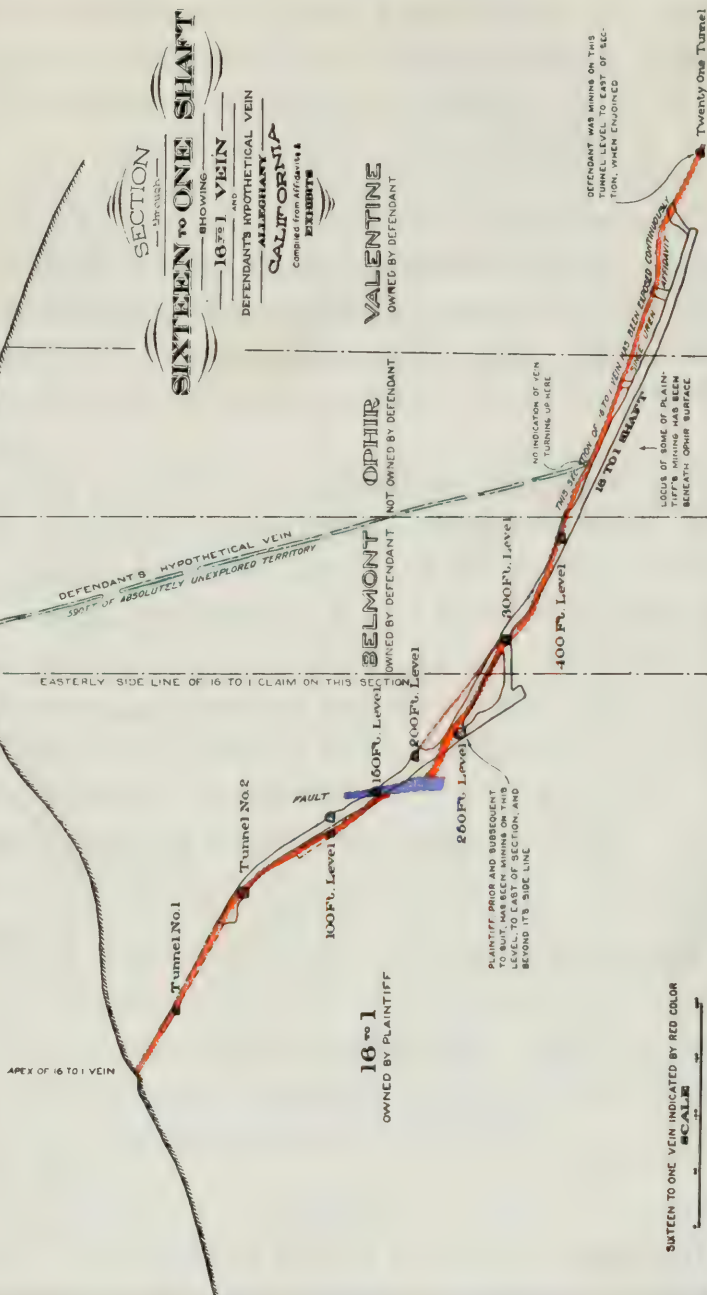 SECTION
through
SIXTEEN TO ONE SHAFT
SHOWING
16 TO 1 VEIN
AND
DEFENDANT'S HYPOTHETICAL VEIN
ALLEGHANY
CALIFORNIA
Compiled from Affidavits &
EXHIBITS
APEX OF 16 TO 1 VEIN
Tunnel No.1
Tunnel No.2
100 Ft. Level
FAULT
150 Ft. Level
200 Ft. Level
250 Ft. Level
300 Ft. Level
400 Ft. Level
EASTERLY SIDE LINE OF 16 TO 1 CLAIM ON THIS SECTION
DEFENDANT'S HYPOTHETICAL VEIN
OF ABSOLUTELY UNEXPLORED TERRITORY
16 TO 1
OWNED BY PLAINTIFF
BELMONT
OWNED BY DEFENDANT
OPHIR
NOT OWNED BY DEFENDANT
VALENTINE
OWNED BY DEFENDANT
PLAINTIFF PRIOR AND SUBSEQUENT
TO SUIT, HAS BEEN MINING ON THIS
LEVEL, TO EAST OF SECTION, AND
BEYOND ITS SIDE LINE
NO INDICATION OF VEIN
TURNING UP HERE
THIS SECTION OF 16 TO 1 VEIN HAS BEEN EXPOSED CONTINUOUSLY
SINCE UREN AFFIDAVIT
16 TO 1 SHAFT
LOCUS OF SOME OF PLAIN-
TIFF'S MINING HAS BEEN
BENEATH OPHIR SURFACE
DEFENDANT WAS MINING ON THIS
TUNNEL LEVEL TO EAST OF SEC-
TION, WHEN ENJOINED
Twenty One Tunnel
SIXTEEN TO ONE VEIN INDICATED BY RED COLOR
SCALE